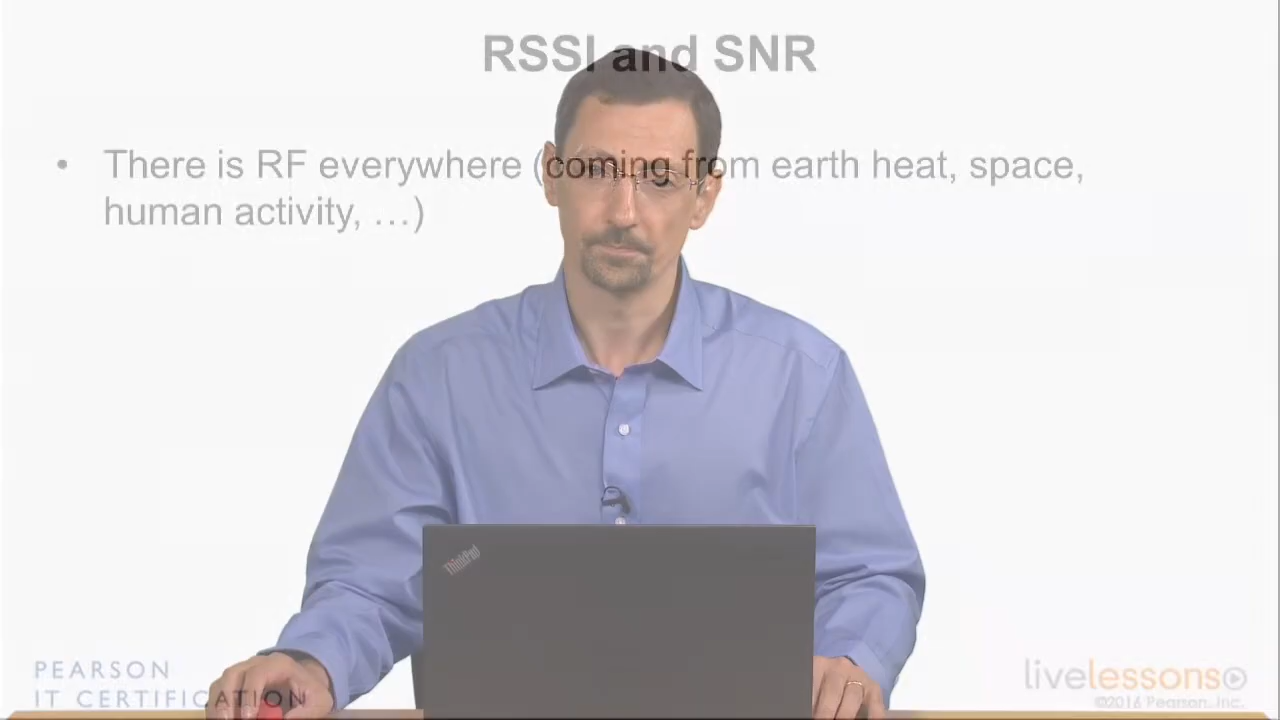 RSSI and SNR
• There is RF everywhere (coming from earth heat, space,
human activity, …)
ThinkPad
PEARSON
IT CERTIFICATION
livelessons
©2016 Pearson, Inc.